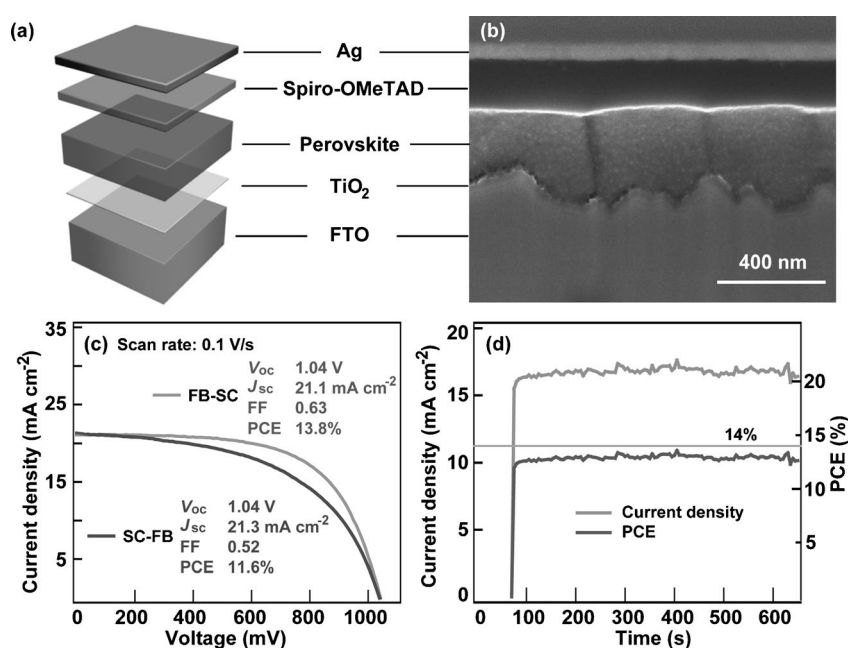 (a)
Ag
Spiro-OMeTAD
Perovskite
TiO₂
FTO
(b)
400 nm
(c) Scan rate: 0.1 V/s
FB-SC
Voc 1.04 V
Jsc 21.1 mA cm⁻²
FF 0.63
PCE 13.8%
SC-FB
Voc 1.04 V
Jsc 21.3 mA cm⁻²
FF 0.52
PCE 11.6%
Current density (mA cm⁻²)
35
25
15
5
200 400 600 800 1000
Voltage (mV)
(d)
Current density (mA cm⁻²)
20
15
10
5
0
14%
Current density
PCE
PCE (%)
20
15
10
5
0 100 200 300 400 500 600
Time (s)